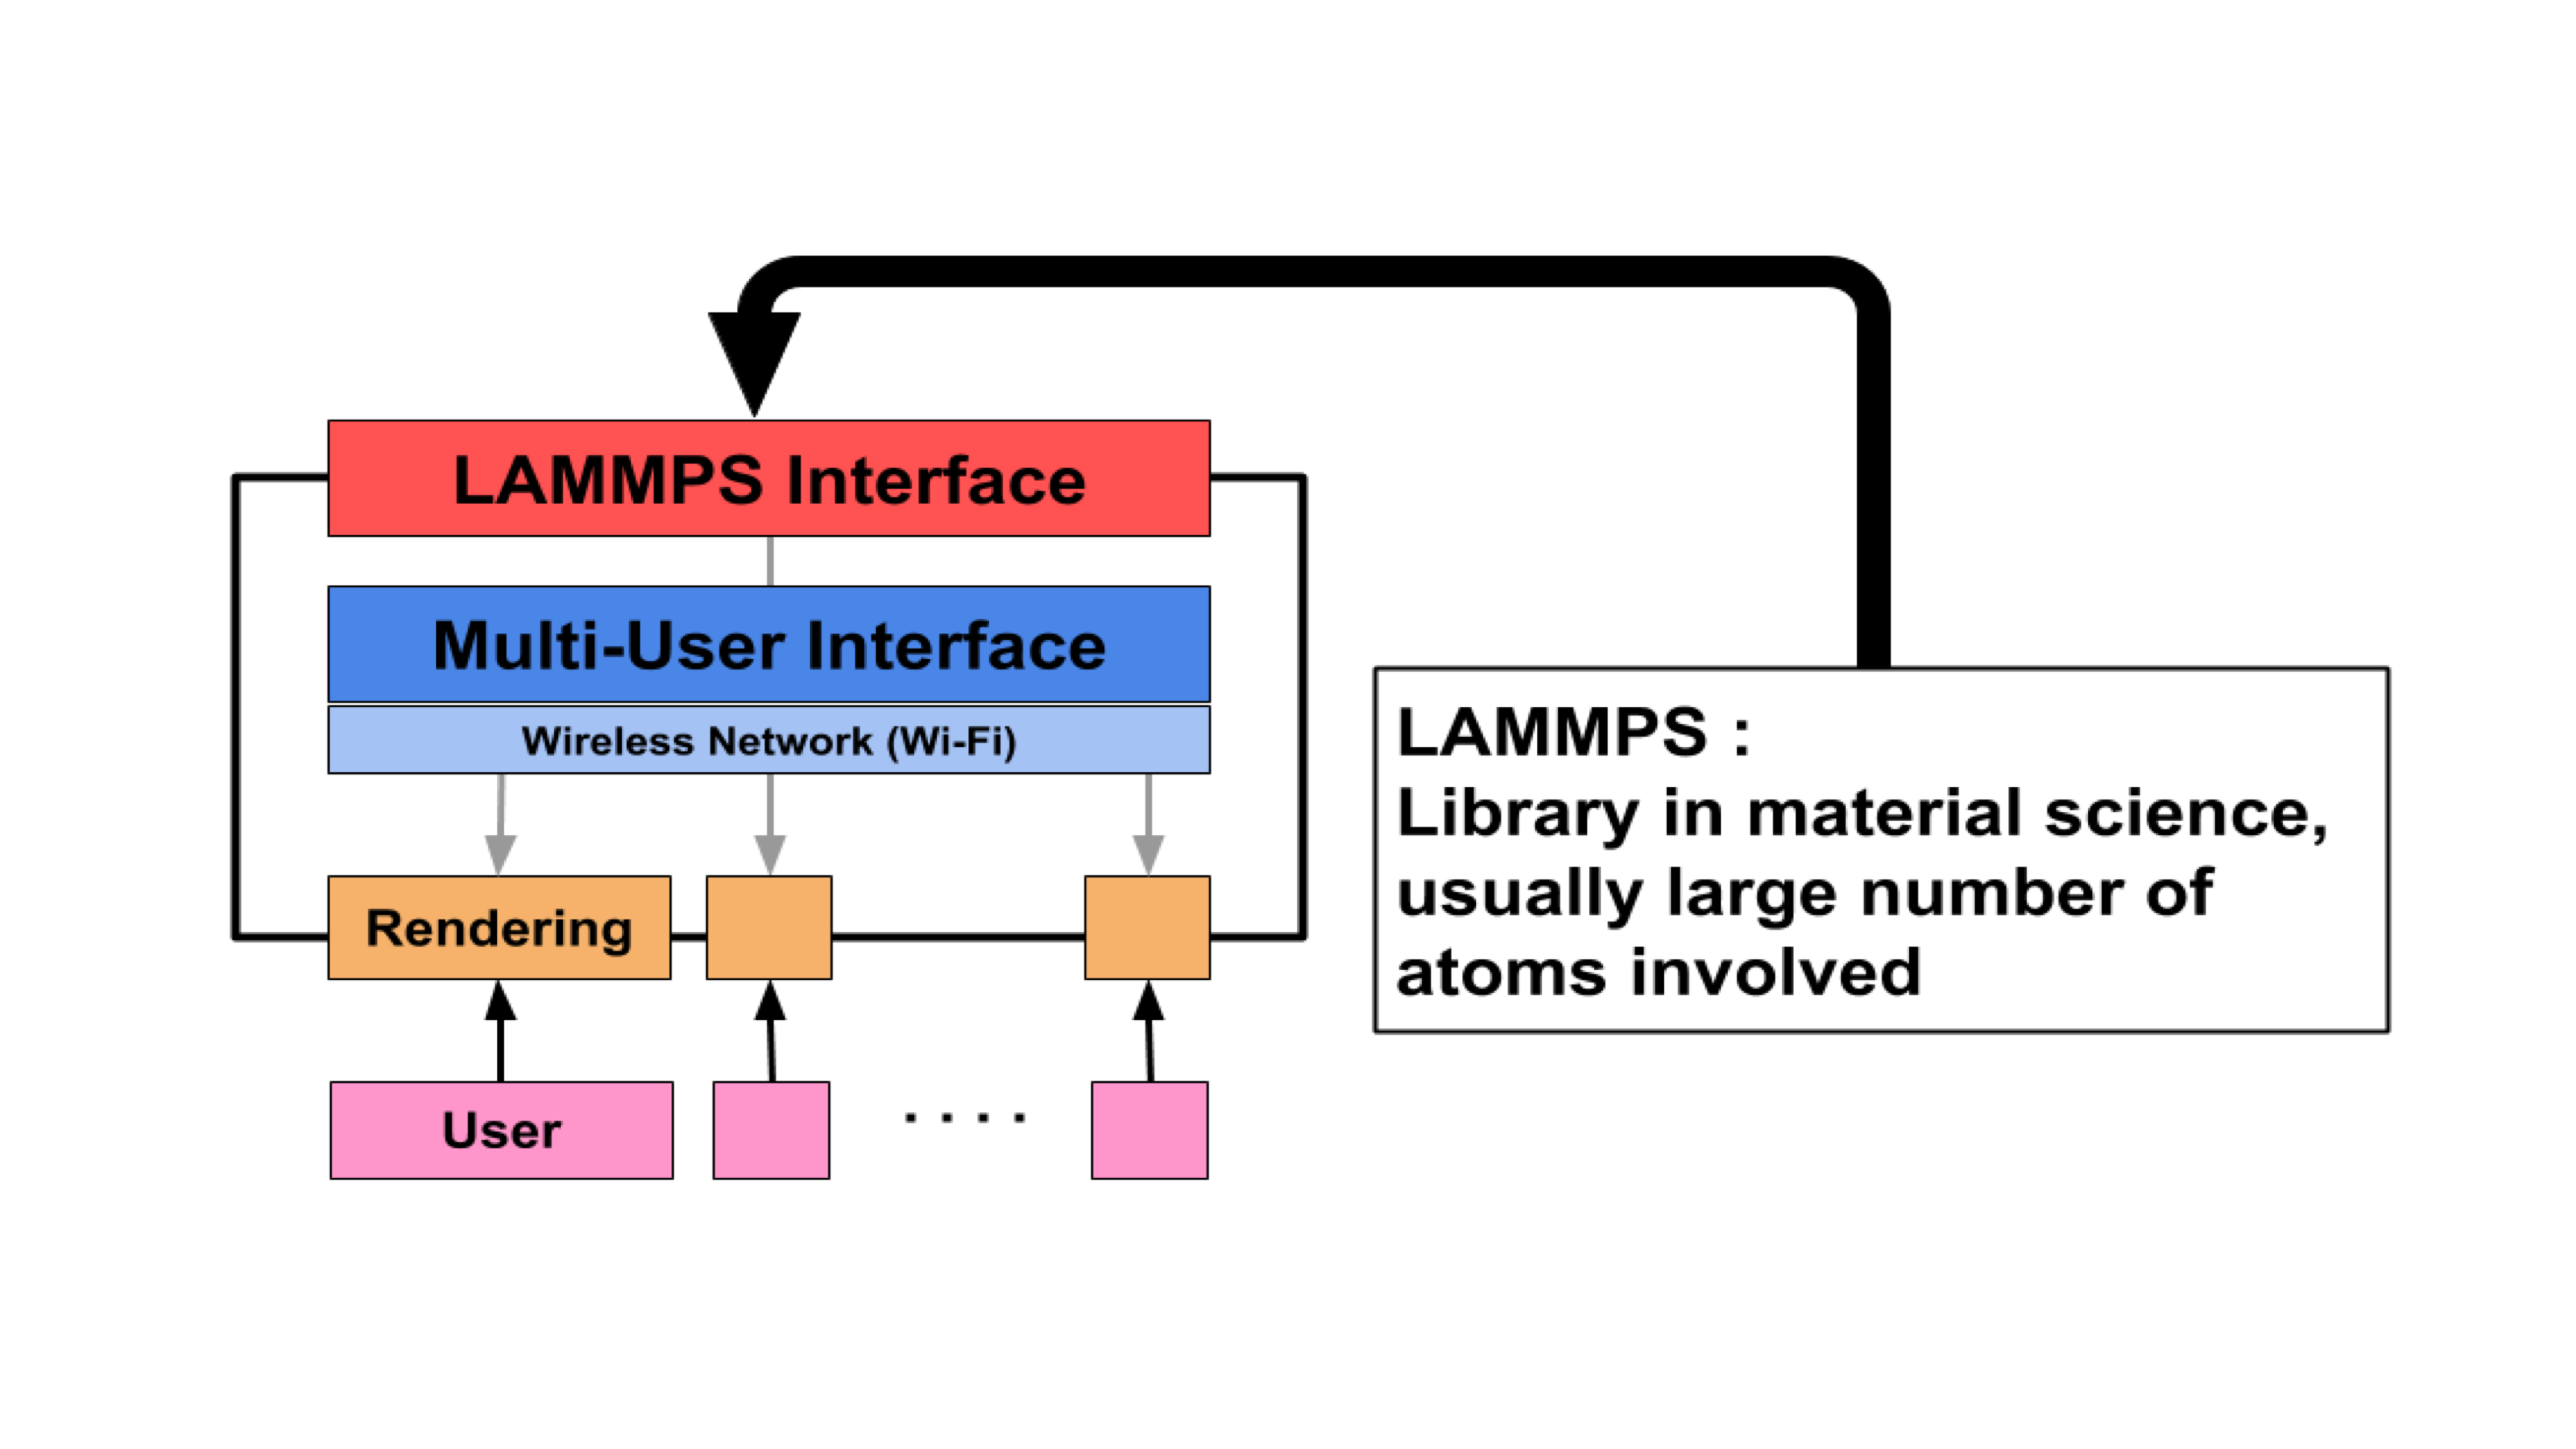 LAMMPS Interface
Multi-User Interface
Wireless Network (Wi-Fi)
Rendering
User
. . . .
LAMMPS :
Library in material science,
usually large number of
atoms involved